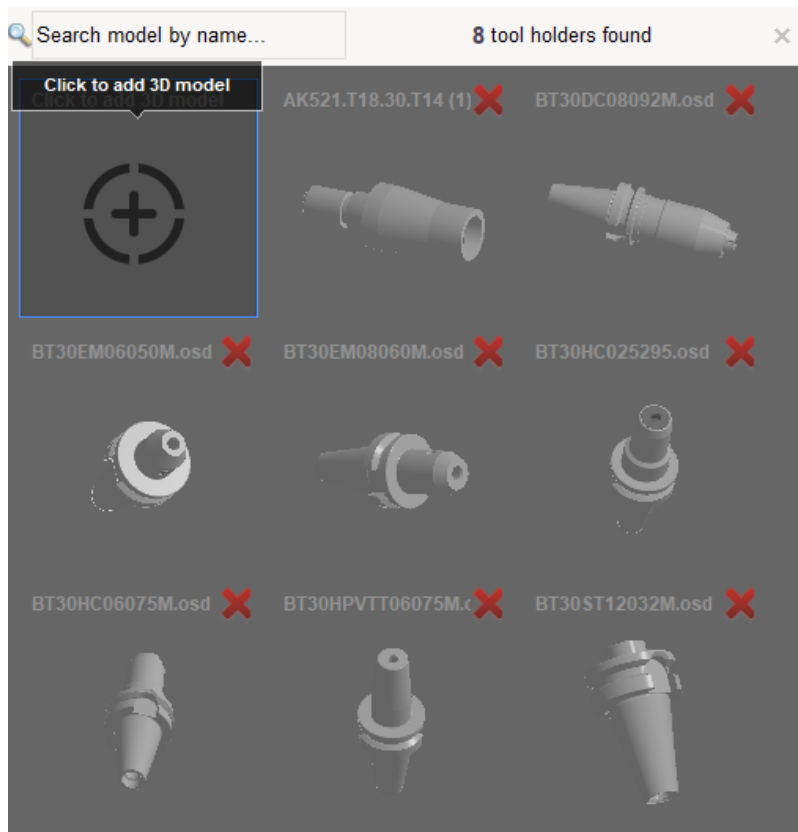 Search model by name...
8 tool holders found
Click to add 3D model
Click to add 3D model
AK521.T18.30.T14 (1)
BT30DC08092M.osd
BT30EM06050M.osd
BT30EM08060M.osd
BT30HC025295.osd
BT30HC06075M.osd
BT30HPVTT06075M.c
BT30ST12032M.osd